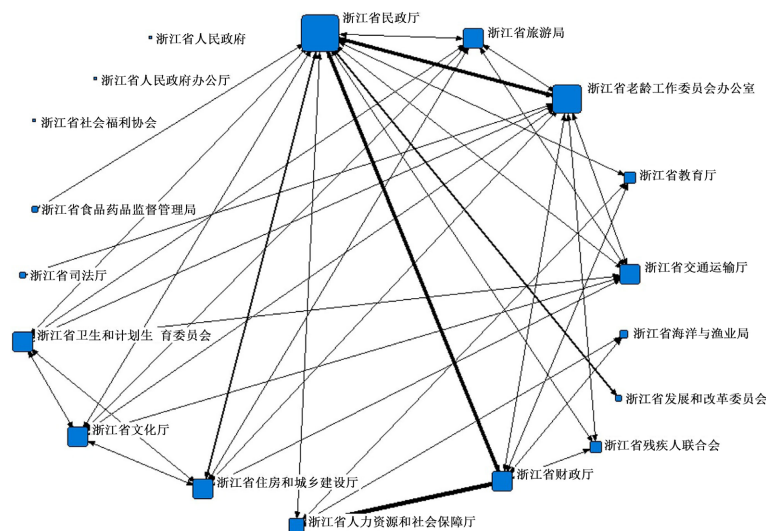 浙江省民政厅
浙江省人民政府
浙江省旅游局
浙江省人民政府办公厅
浙江省老龄工作委员会办公室
浙江省社会福利协会
浙江省教育厅
浙江省食品药品监督管理局
浙江省交通运输厅
浙江省司法厅
浙江省卫生和计划生 育委员会
浙江省海洋与渔业局
浙江省发展和改革委员会
浙江省文化厅
浙江省残疾人联合会
浙江省财政厅
浙江省住房和城乡建设厅
浙江省人力资源和社会保障厅